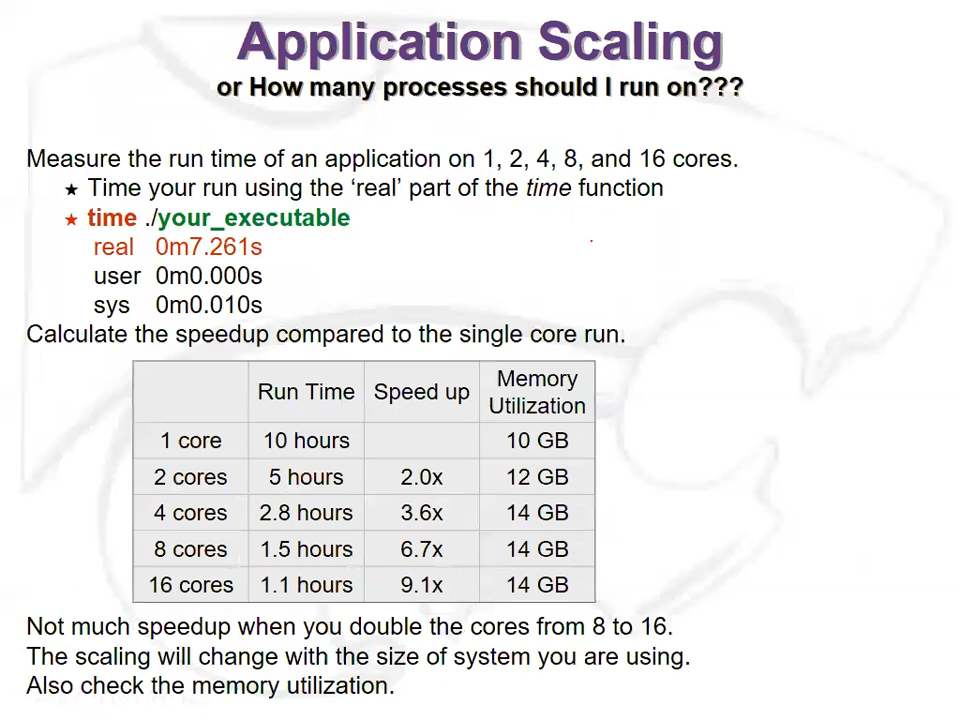 Application Scaling
or How many processes should I run on???
Measure the run time of an application on 1, 2, 4, 8, and 16 cores.
★ Time your run using the ‘real’ part of the time function
★ time ./your_executable
real 0m7.261s
user 0m0.000s
sys 0m0.010s
Calculate the speedup compared to the single core run.
Run Time Speed up Memory Utilization
1 core 10 hours 10 GB
2 cores 5 hours 2.0x 12 GB
4 cores 2.8 hours 3.6x 14 GB
8 cores 1.5 hours 6.7x 14 GB
16 cores 1.1 hours 9.1x 14 GB
Not much speedup when you double the cores from 8 to 16.
The scaling will change with the size of system you are using.
Also check the memory utilization.